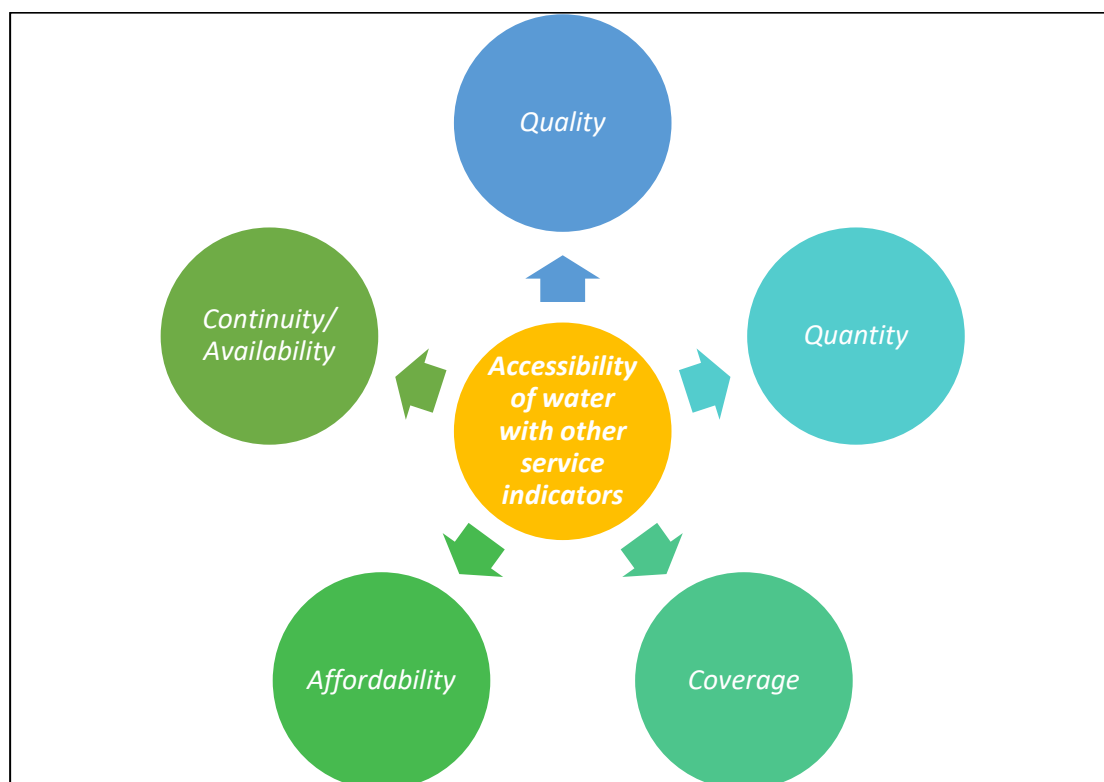 Quality
Continuity/
Availability
Quantity
Accessibility
of water
with other
service
indicators
Affordability
Coverage